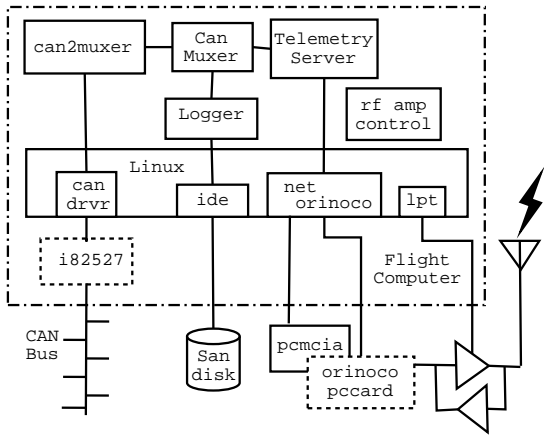 can2muxer
Can
Muxer
Telemetry
Server
Logger
rf amp
control
Linux
can
drvr
ide
net
orinoco
lpt
i82527
Flight
Computer
CAN
Bus
San
disk
pcmcia
orinoco
pccard